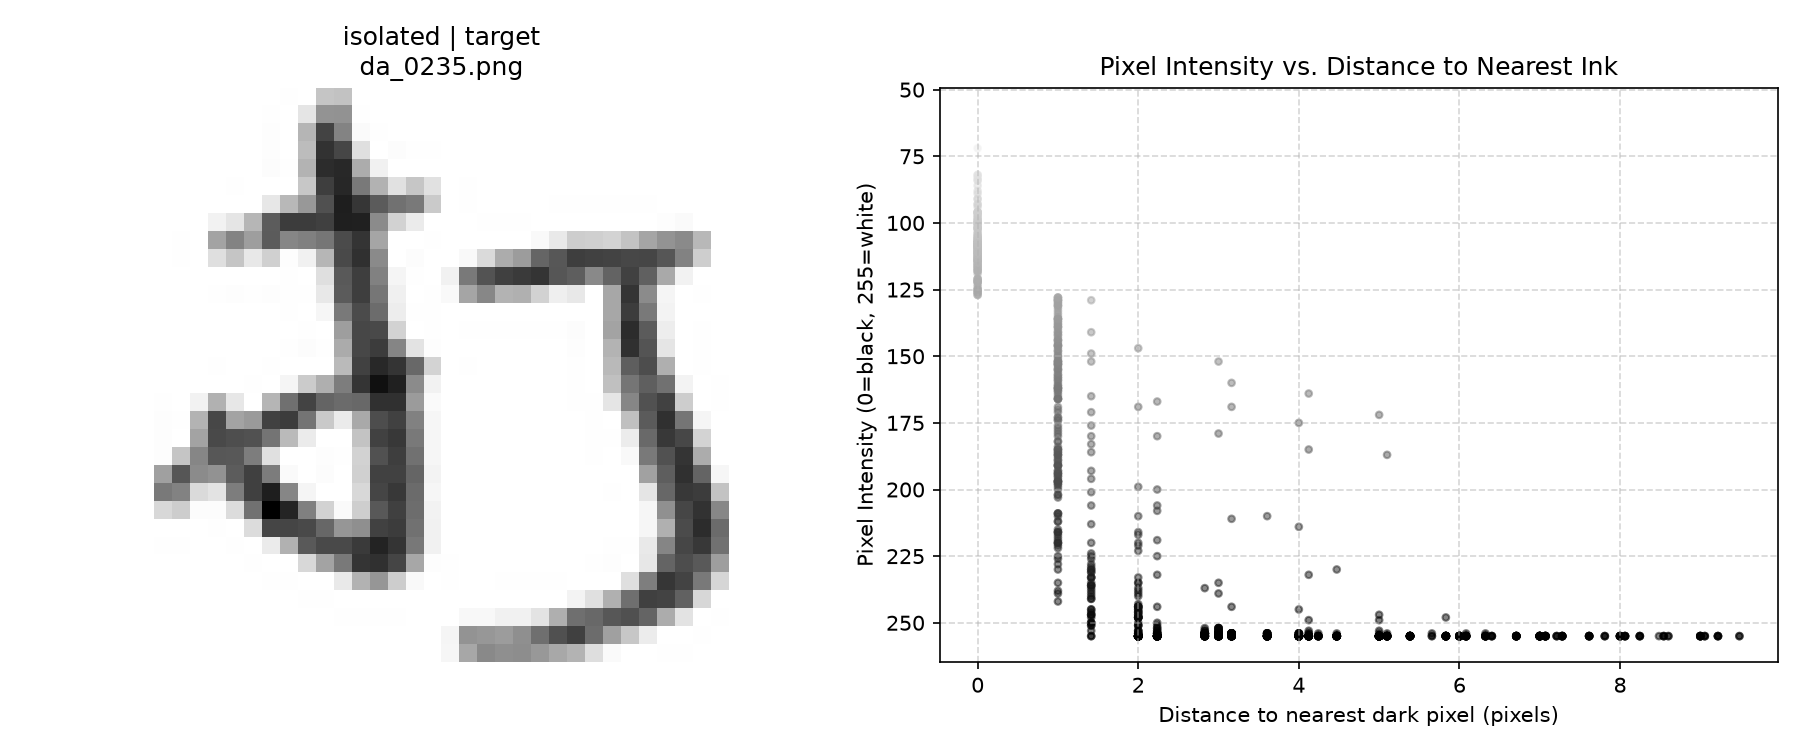 isolated | target
da_0235.png
Pixel Intensity vs. Distance to Nearest Ink
Pixel Intensity (0=black, 255=white)
50
75
100
125
150
175
200
225
250
0 2 4 6 8
Distance to nearest dark pixel (pixels)